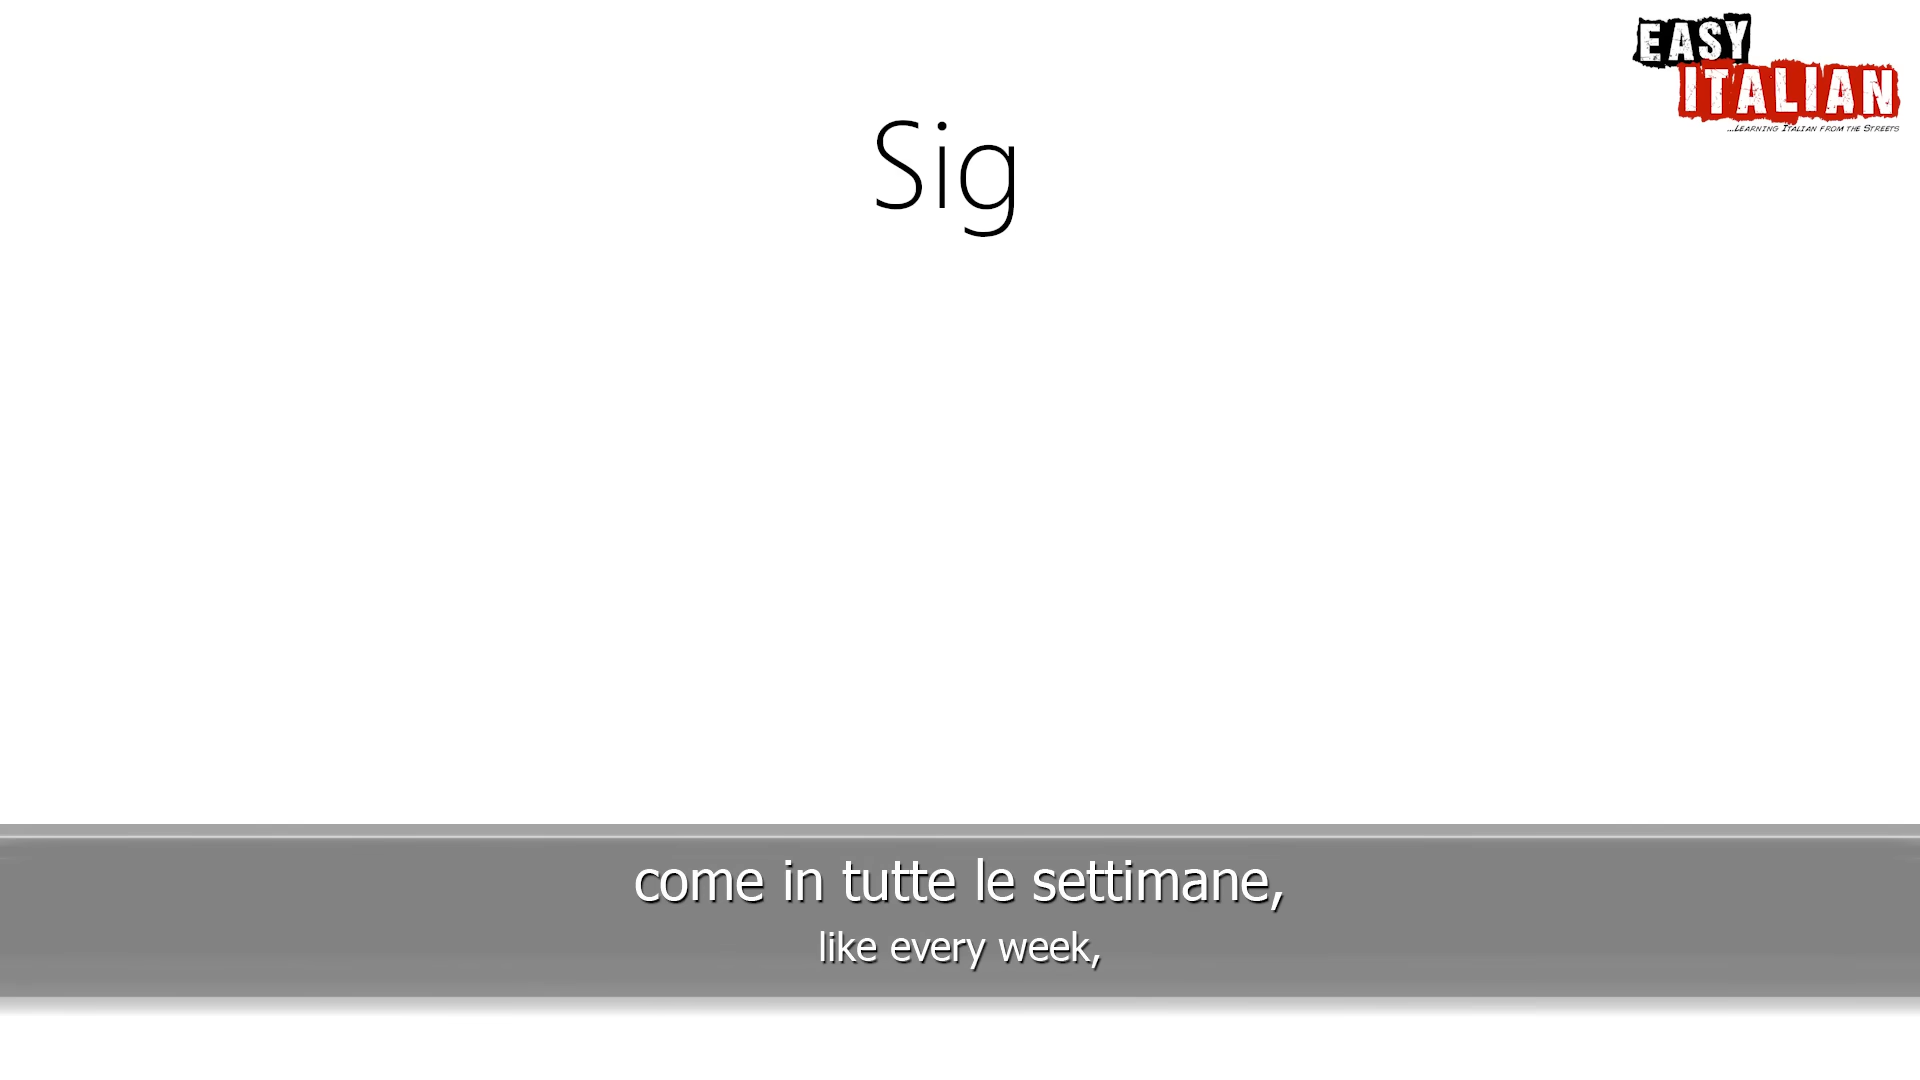 EASY
ITALIAN
...Learning Italian from the Streets
Sig
come in tutte le settimane,
like every week,